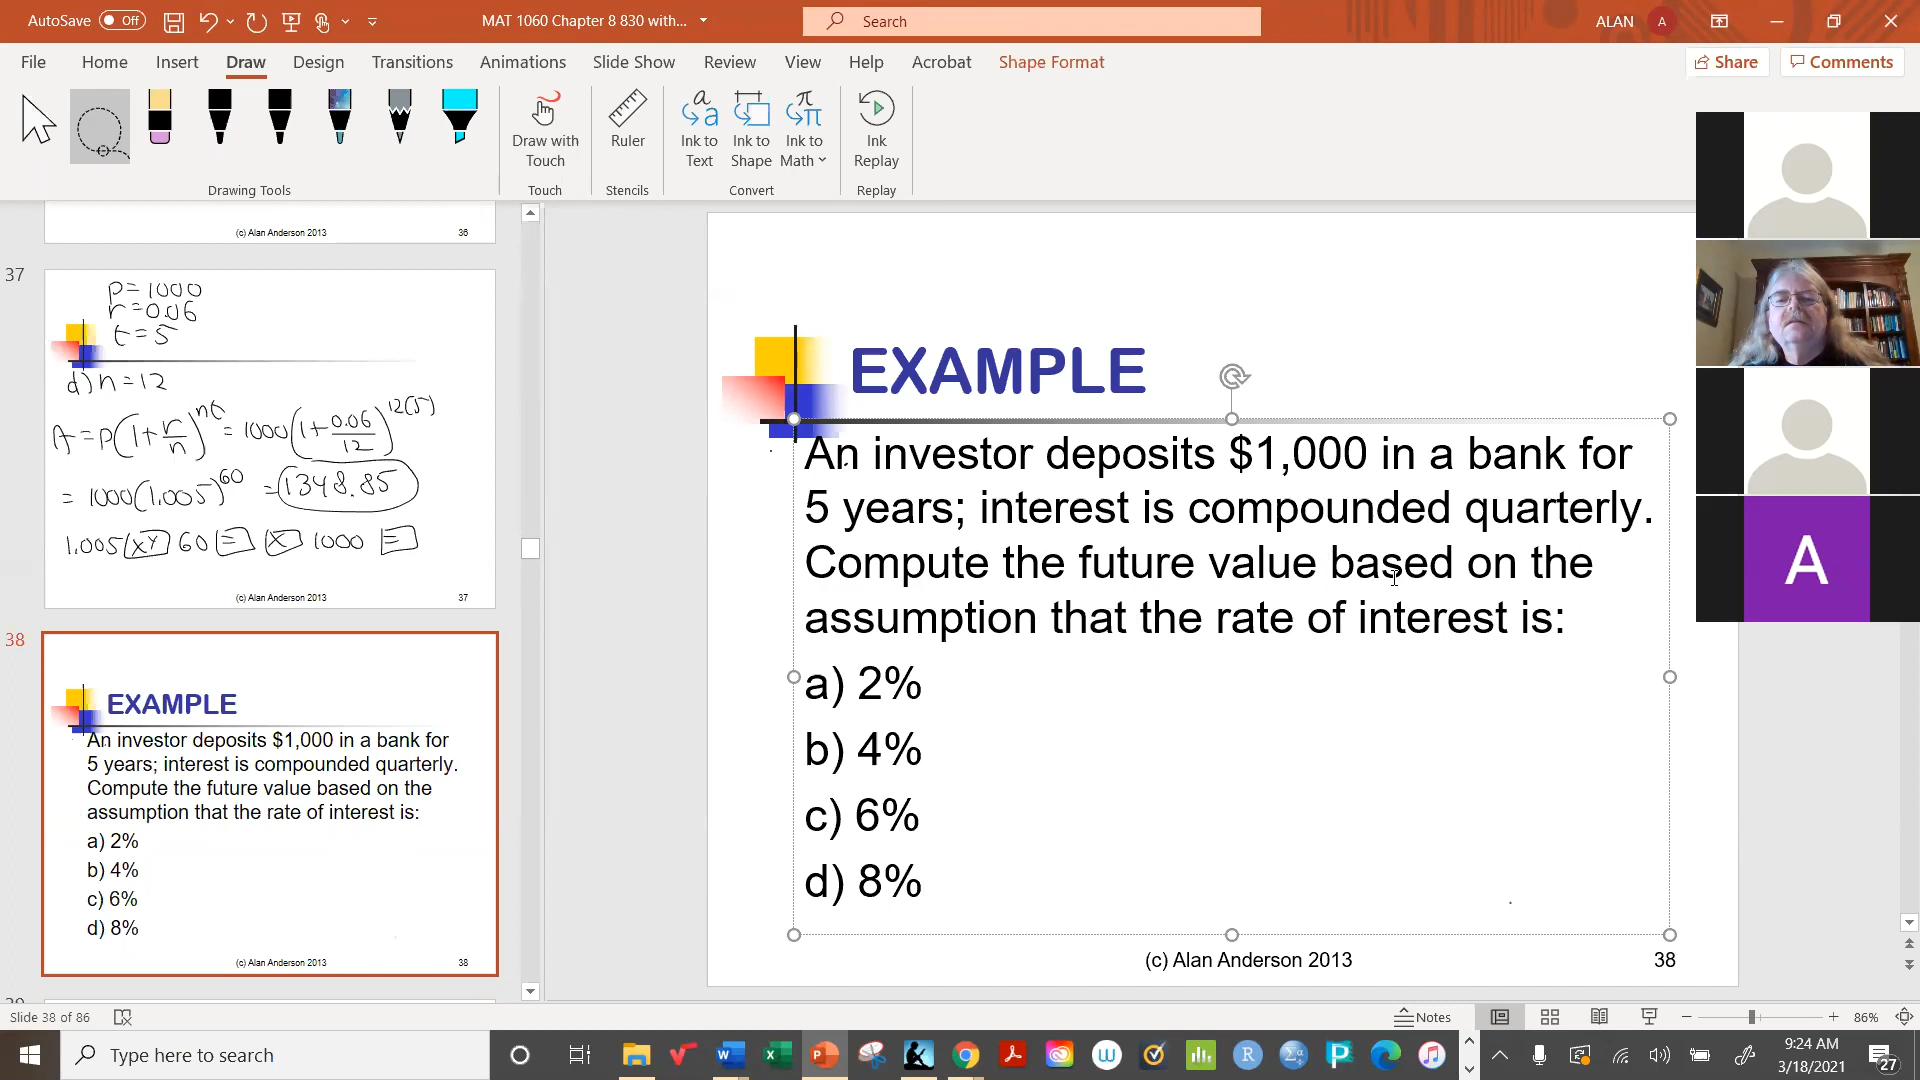 AutoSave Off MAT 1060 Chapter 8 830 with... Search ALAN A
File Home Insert Draw Design Transitions Animations Slide Show Review View Help Acrobat Shape Format Share Comments
Draw with Touch
Ruler
Ink to Text
Ink to Shape
Ink to Math
Ink Replay
Drawing Tools Touch Stencils Convert Replay
(c) Alan Anderson 2013 36
37
P=1000
r=0.06
t=5
d) n=12
A=P(1+r/n)^nt=1000(1+0.06/12)^12(5)
=1000(1.005)^60 =1348.85
1.005 x^y 60 = x 1000 =
(c) Alan Anderson 2013 37
38
EXAMPLE
An investor deposits $1,000 in a bank for
5 years; interest is compounded quarterly.
Compute the future value based on the
assumption that the rate of interest is:
a) 2%
b) 4%
c) 6%
d) 8%
(c) Alan Anderson 2013 38
EXAMPLE
An investor deposits $1,000 in a bank for
5 years; interest is compounded quarterly.
Compute the future value based on the
assumption that the rate of interest is:
a) 2%
b) 4%
c) 6%
d) 8%
(c) Alan Anderson 2013 38
A
Slide 38 of 86 Notes 86%
Type here to search
9:24 AM
3/18/2021
27